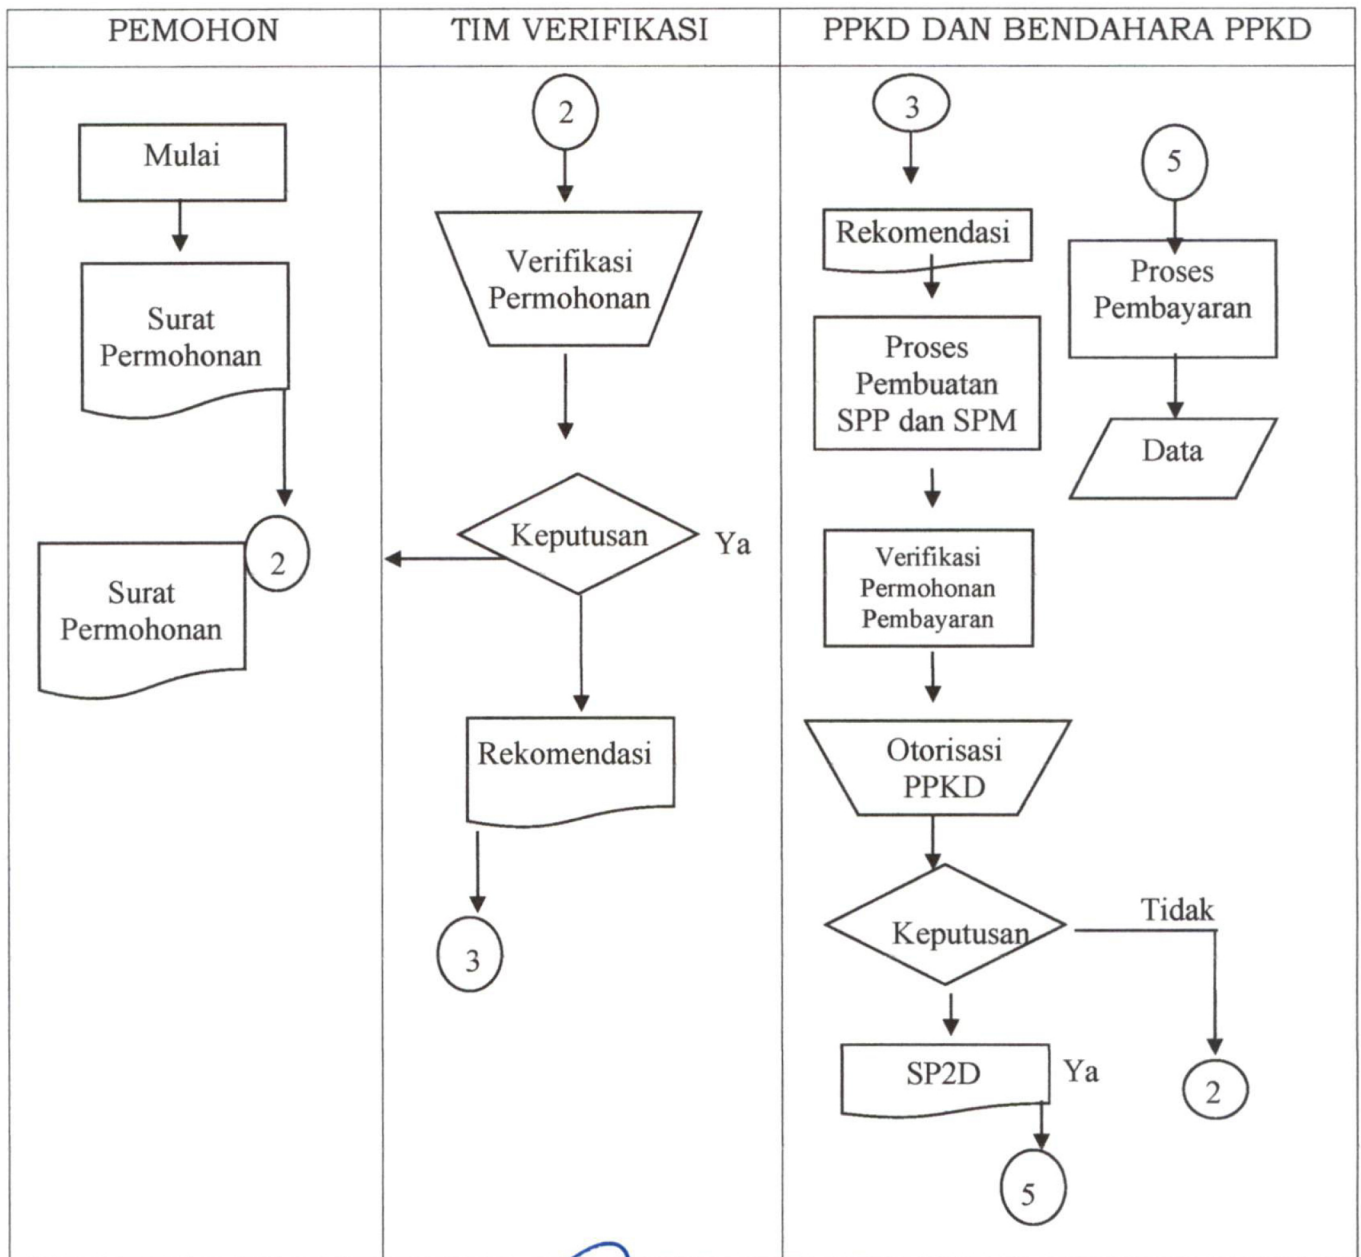 PEMOHON
TIM VERIFIKASI
PPKD DAN BENDAHARA PPKD
Mulai
Surat
Permohonan
2
Surat
Permohonan
2
Verifikasi
Permohonan
Keputusan
Ya
Rekomendasi
3
3
Rekomendasi
Proses
Pembuatan
SPP dan SPM
Verifikasi
Permohonan
Pembayaran
Otorisasi
PPKD
Keputusan
Tidak
SP2D
Ya
2
5
5
Proses
Pembayaran
Data